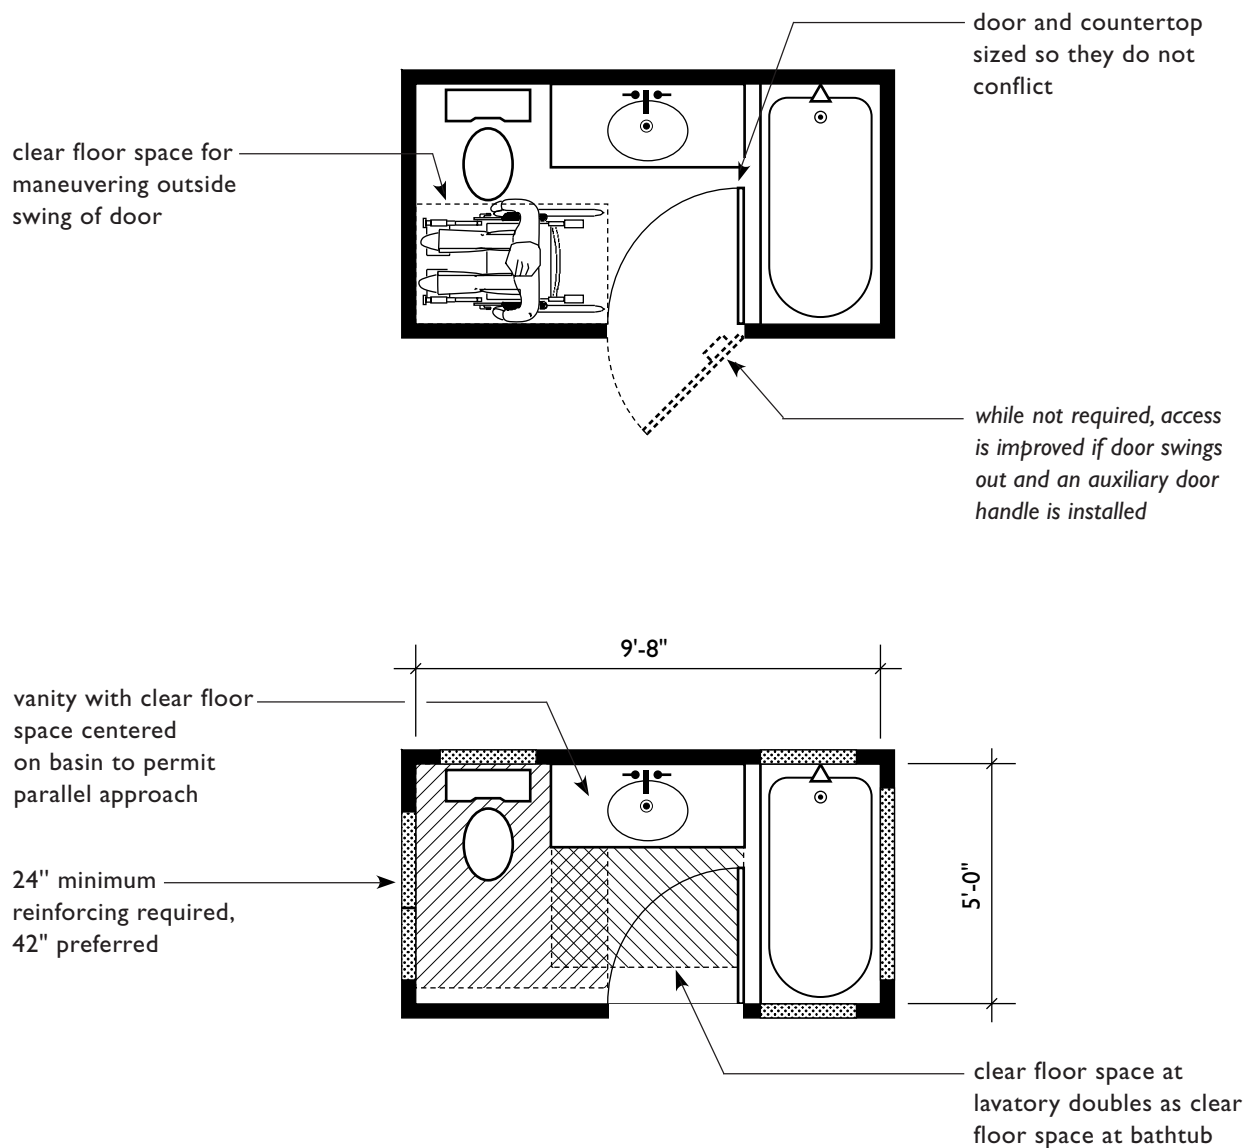 door and countertop
sized so they do not
conflict
clear floor space for
maneuvering outside
swing of door
while not required, access
is improved if door swings
out and an auxiliary door
handle is installed
9'-8"
vanity with clear floor
space centered
on basin to permit
parallel approach
24" minimum
reinforcing required,
42" preferred
5'-0"
clear floor space at
lavatory doubles as clear
floor space at bathtub